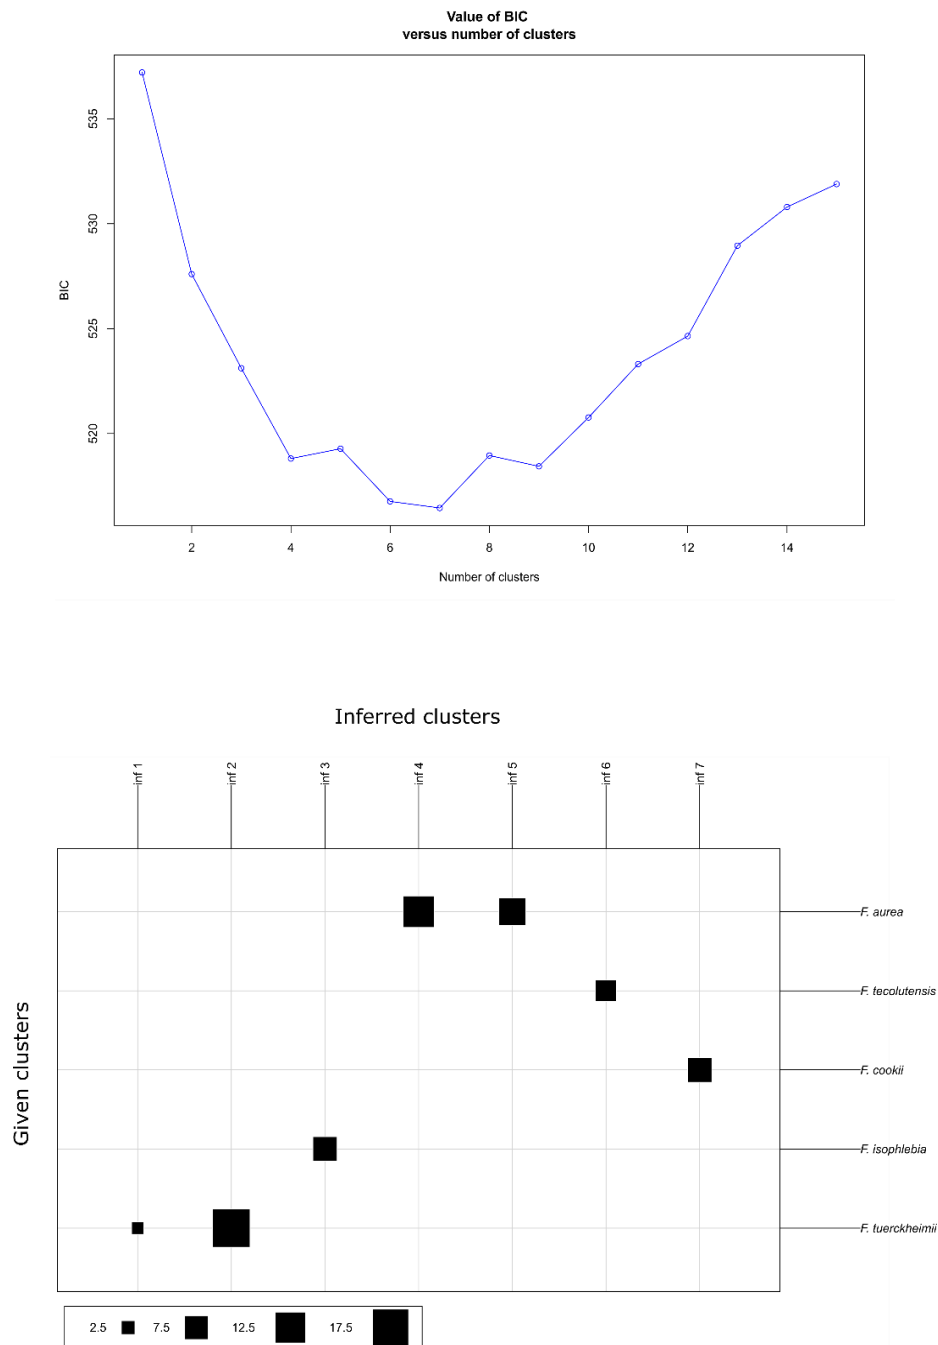 Value of BIC
versus number of clusters
535
530
525
520
BIC
2 4 6 8 10 12 14
Number of clusters
Inferred clusters
inf 1 inf 2 inf 3 inf 4 inf 5 inf 6 inf 7
Given clusters
F. aurea
F. tecolutensis
F. cookii
F. isophlebia
F. tuerckheimii
2.5 7.5 12.5 17.5